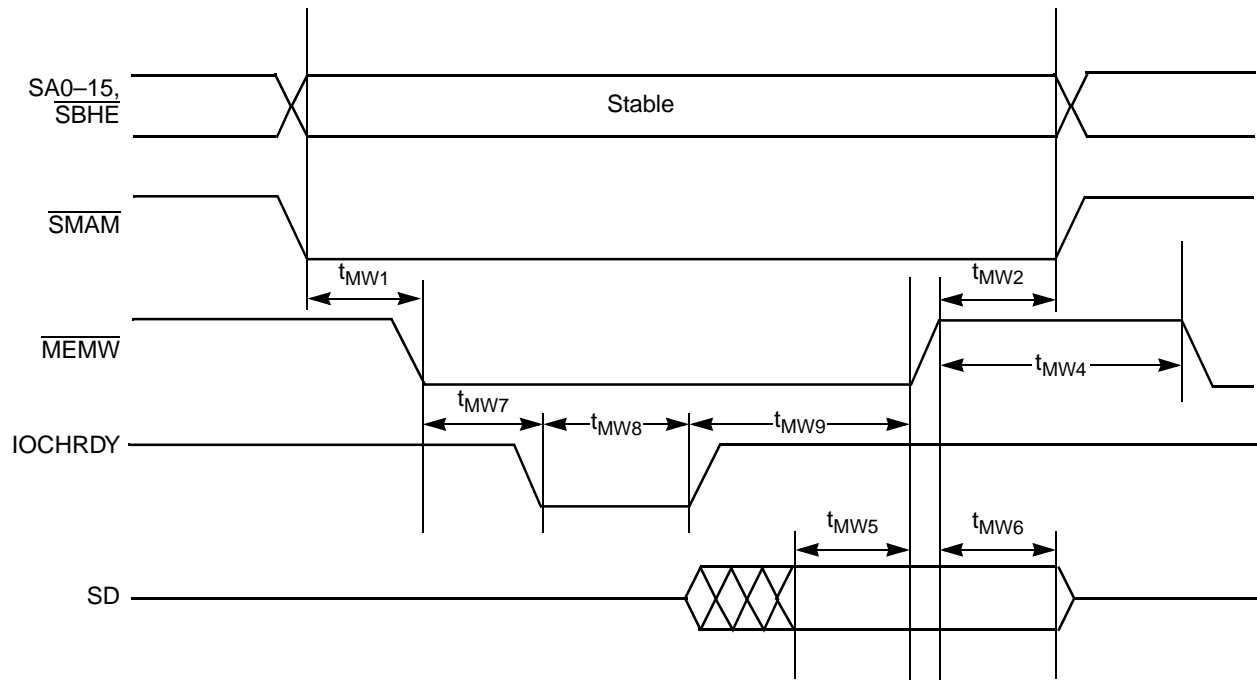 SA0–15,
SBHE
Stable
SMAM
tMW1
tMW2
MEMW
tMW4
tMW7
tMW8
tMW9
IOCHRDY
tMW5
tMW6
SD